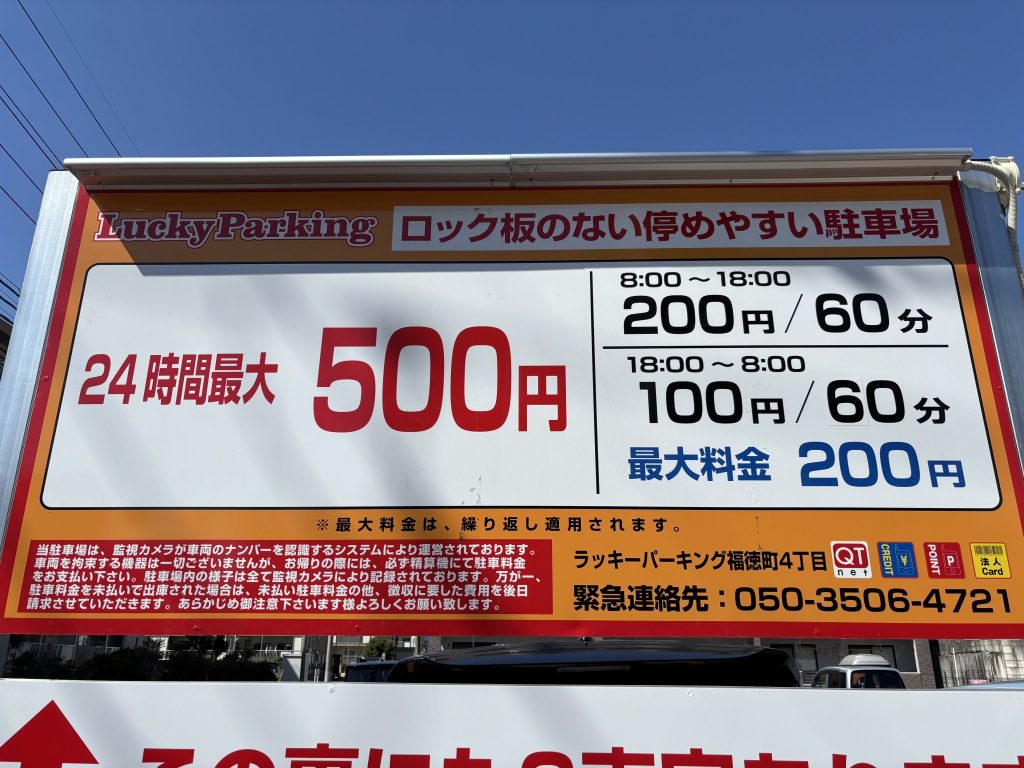 LuckyParking
ロック板のない停めやすい駐車場
24時間最大 500円
8:00～18:00
200円/60分
18:00～8:00
100円/60分
最大料金 200円
※最大料金は、繰り返し適用されます。
当駐車場は、監視カメラが車両のナンバーを認識するシステムにより運営されております。
車両を拘束する機器は一切ございませんが、お帰りの際には、必ず精算機にて駐車料金
をお支払い下さい。駐車場内の様子は全て監視カメラにより記録されております。万が一、
駐車料金を未払いで出庫された場合は、未払い駐車料金の他、徴収に要した費用を後日
請求させていただきます。あらかじめ御注意下さいます様よろしくお願い致します。
ラッキーパーキング福徳町4丁目
QT
net
CREDIT
¥
POINT
P
法人
Card
緊急連絡先：050-3506-4721